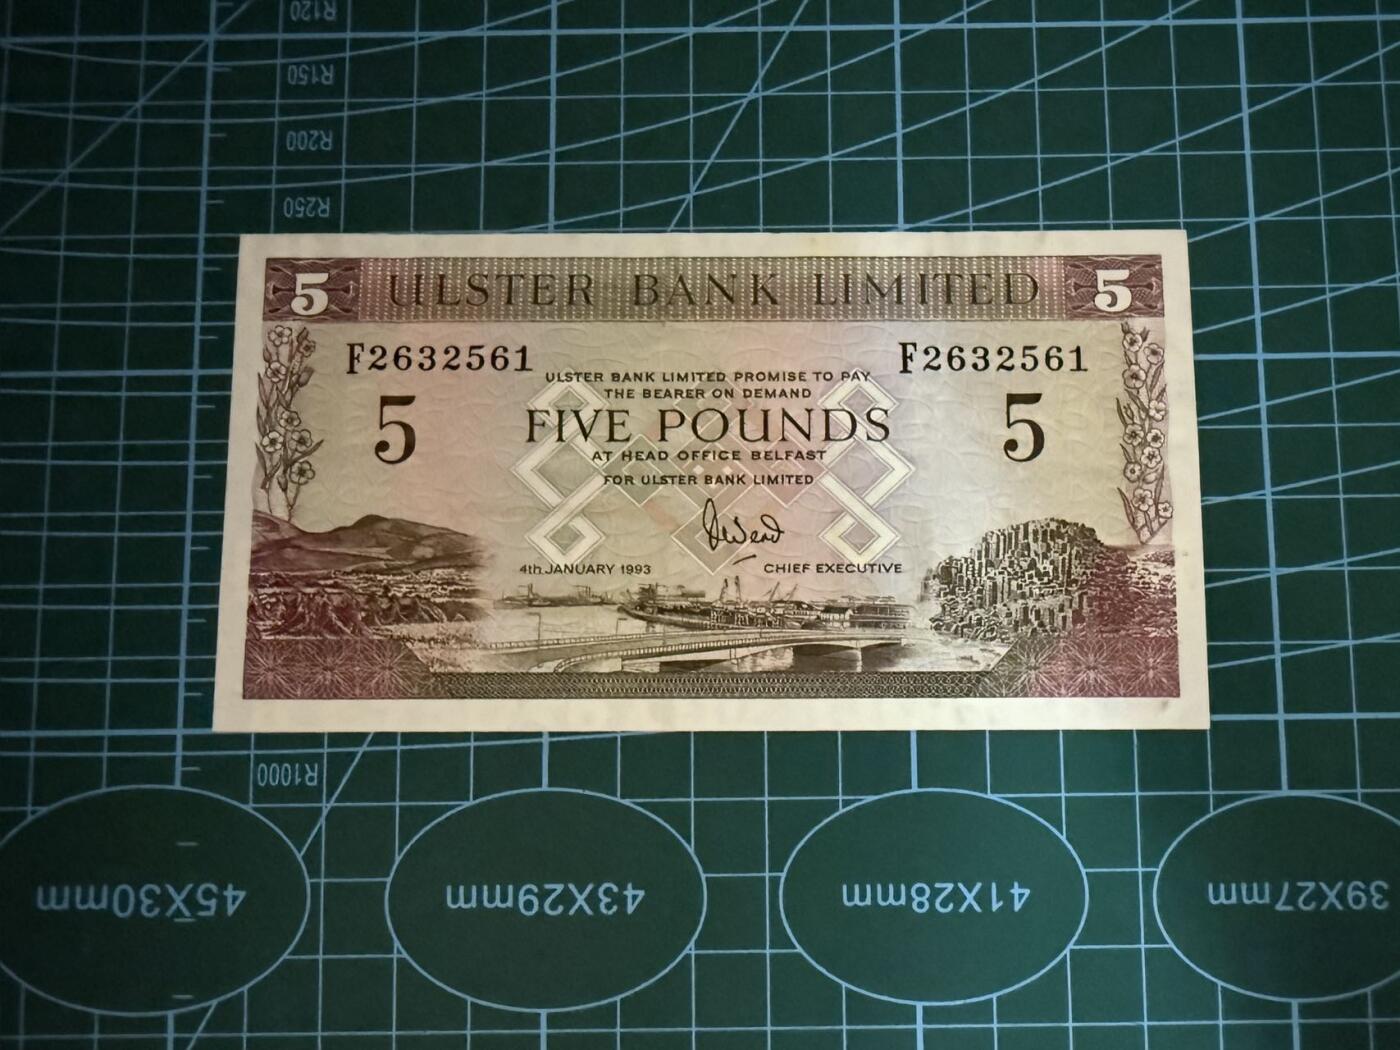 R120
R150
R200
R250
5 ULSTER BANK LIMITED 5
F2632561 F2632561
ULSTER BANK LIMITED PROMISE TO PAY
THE BEARER ON DEMAND
5 FIVE POUNDS 5
AT HEAD OFFICE BELFAST
FOR ULSTER BANK LIMITED
4th JANUARY 1993 CHIEF EXECUTIVE
R1000
45X30mm 43X29mm 41X28mm 39X27mm